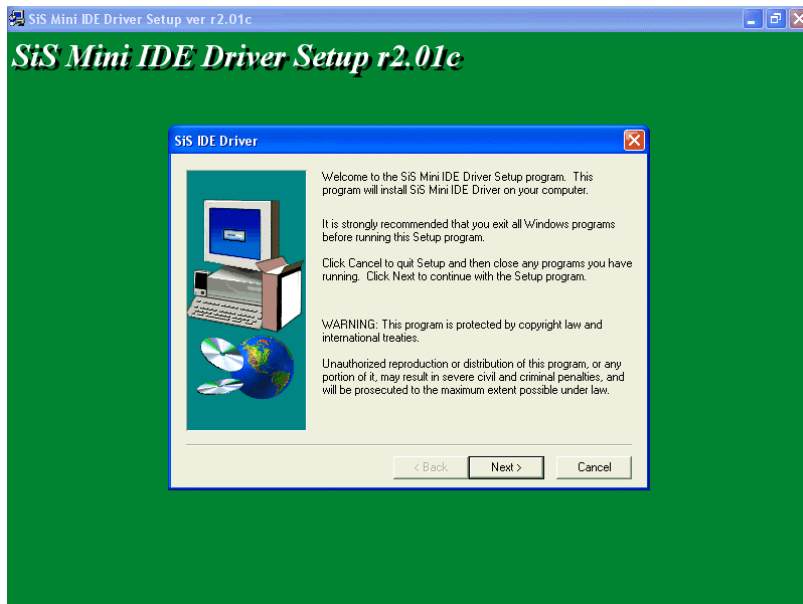 SiS Mini IDE Driver Setup ver r2.01c
SiS Mini IDE Driver Setup r2.01c
SiS IDE Driver
Welcome to the SiS Mini IDE Driver Setup program. This
program will install SiS Mini IDE Driver on your computer.
It is strongly recommended that you exit all Windows programs
before running this Setup program.
Click Cancel to quit Setup and then close any programs you have
running. Click Next to continue with the Setup program.
WARNING: This program is protected by copyright law and
international treaties.
Unauthorized reproduction or distribution of this program, or any
portion of it, may result in severe civil and criminal penalties, and
will be prosecuted to the maximum extent possible under law.
< Back Next > Cancel